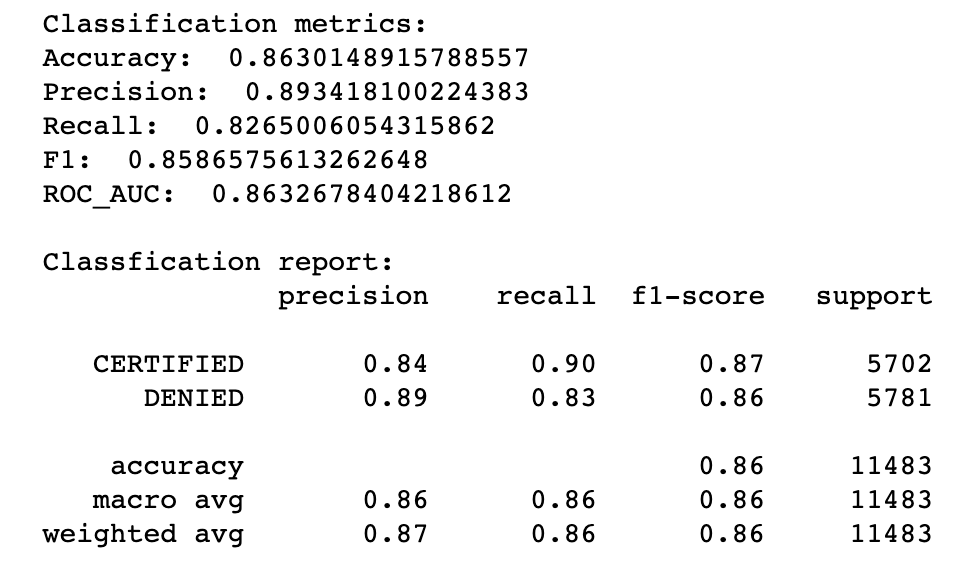 Classification metrics:
Accuracy:  0.8630148915788557
Precision:  0.893418100224383
Recall:  0.8265006054315862
F1:  0.8586575613262648
ROC_AUC:  0.8632678404218612
Classfication report:
precision recall f1-score support
CERTIFIED 0.84 0.90 0.87 5702
DENIED 0.89 0.83 0.86 5781
accuracy 0.86 11483
macro avg 0.86 0.86 0.86 11483
weighted avg 0.87 0.86 0.86 11483